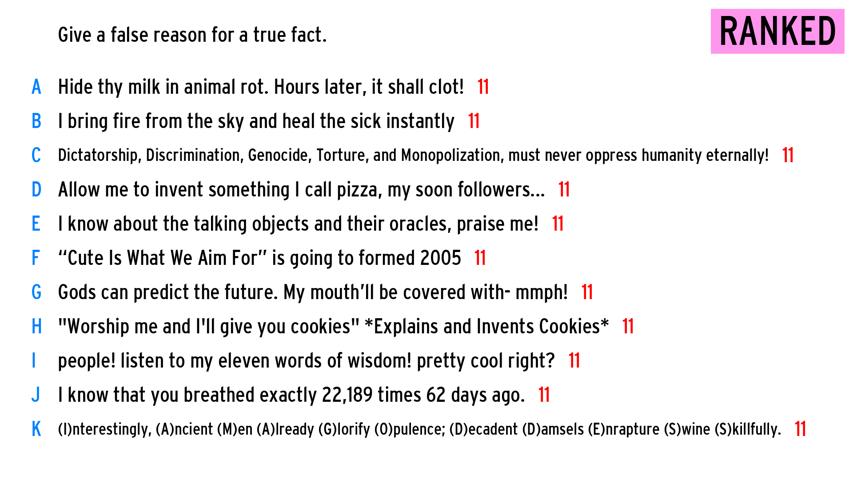 Give a false reason for a true fact.
RANKED
A Hide thy milk in animal rot. Hours later, it shall clot! 11
B I bring fire from the sky and heal the sick instantly 11
C Dictatorship, Discrimination, Genocide, Torture, and Monopolization, must never oppress humanity eternally! 11
D Allow me to invent something I call pizza, my soon followers... 11
E I know about the talking objects and their oracles, praise me! 11
F “Cute Is What We Aim For” is going to formed 2005 11
G Gods can predict the future. My mouth’ll be covered with- mmph! 11
H "Worship me and I'll give you cookies" *Explains and Invents Cookies* 11
I people! listen to my eleven words of wisdom! pretty cool right? 11
J I know that you breathed exactly 22,189 times 62 days ago. 11
K (I)nterestingly, (A)ncient (M)en (A)lready (G)lorify (O)pulence; (D)ecadent (D)amsels (E)nrapture (S)wine (S)killfully. 11